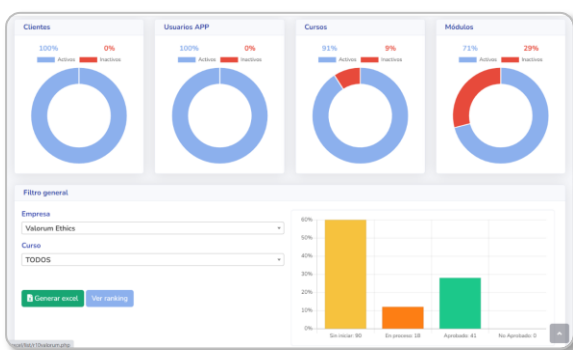 Clientes
100% 0%
Activos Inactivos
Usuarios APP
100% 0%
Activos Inactivos
Cursos
91% 9%
Activos Inactivos
Módulos
71% 29%
Activos Inactivos
Filtro general
Empresa
Valorum Ethics
Curso
TODOS
Generar excel Ver ranking
60%
50%
40%
30%
20%
10%
0%
Sin iniciar: 90 En proceso: 18 Aprobado: 41 No Aprobado: 0